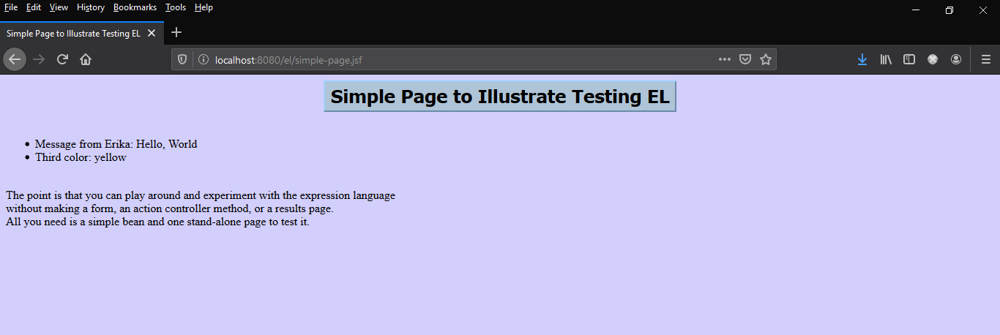 File Edit View History Bookmarks Tools Help
Simple Page to Illustrate Testing EL
localhost:8080/el/simple-page.jsf
Simple Page to Illustrate Testing EL
• Message from Erika: Hello, World
• Third color: yellow
The point is that you can play around and experiment with the expression language
without making a form, an action controller method, or a results page.
All you need is a simple bean and one stand-alone page to test it.